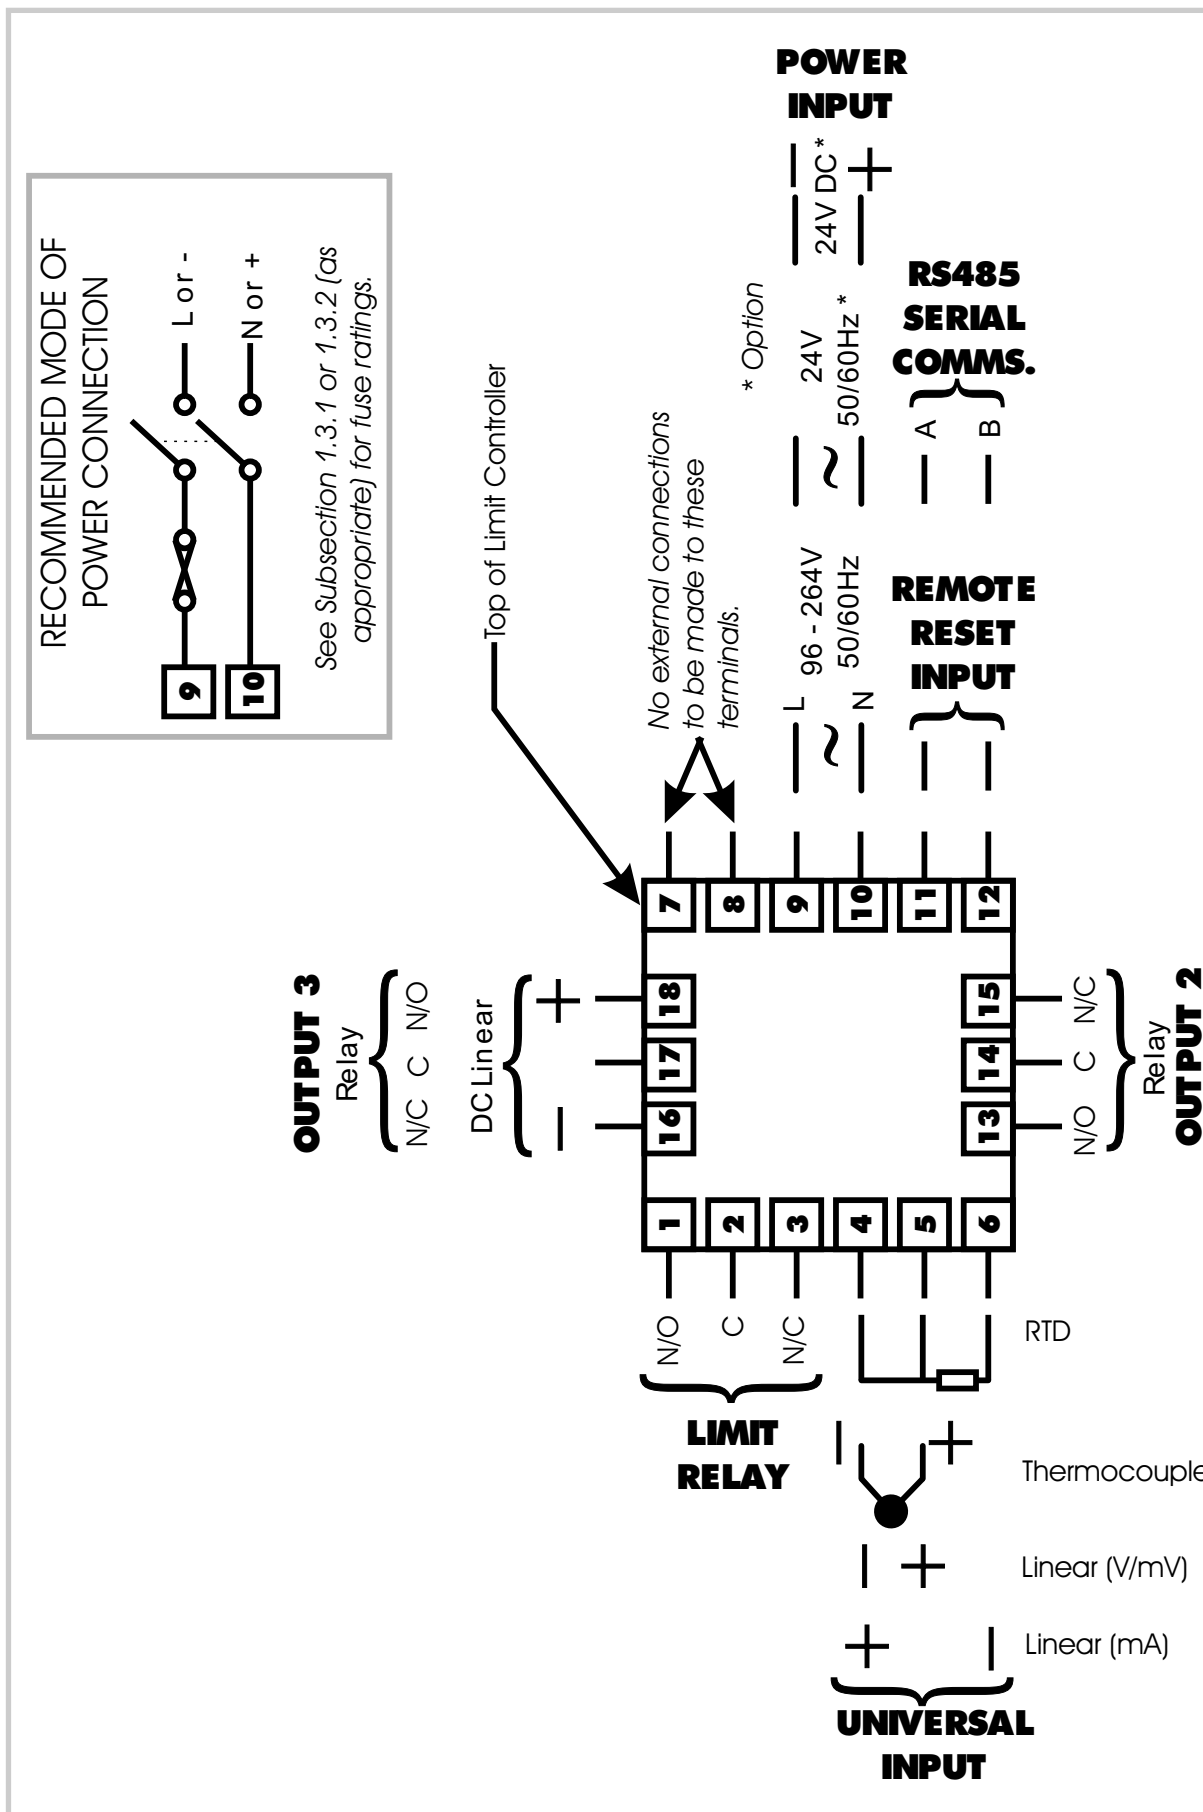 RECOMMENDED MODE OF
POWER CONNECTION
L or -
N or +
9
10
See Subsection 1.3.1 or 1.3.2 (as
appropriate) for fuse ratings.
Top of Limit Controller
No external connections
to be made to these
terminals.
* Option
POWER
INPUT
24V DC *
24V
50/60Hz *
96 - 264V
50/60Hz
L
N
~
~
RS485
SERIAL
COMMS.
A
B
REMOTE
RESET
INPUT
7
8
9
10
11
12
OUTPUT 3
Relay
N/C C N/O
DC Linear
+
−
18
17
16
15
14
13
N/C
C
N/O
Relay
OUTPUT 2
1
2
3
4
5
6
N/O
C
N/C
LIMIT
RELAY
RTD
− +
Thermocouple
− +
Linear (V/mV)
+ −
Linear (mA)
UNIVERSAL
INPUT